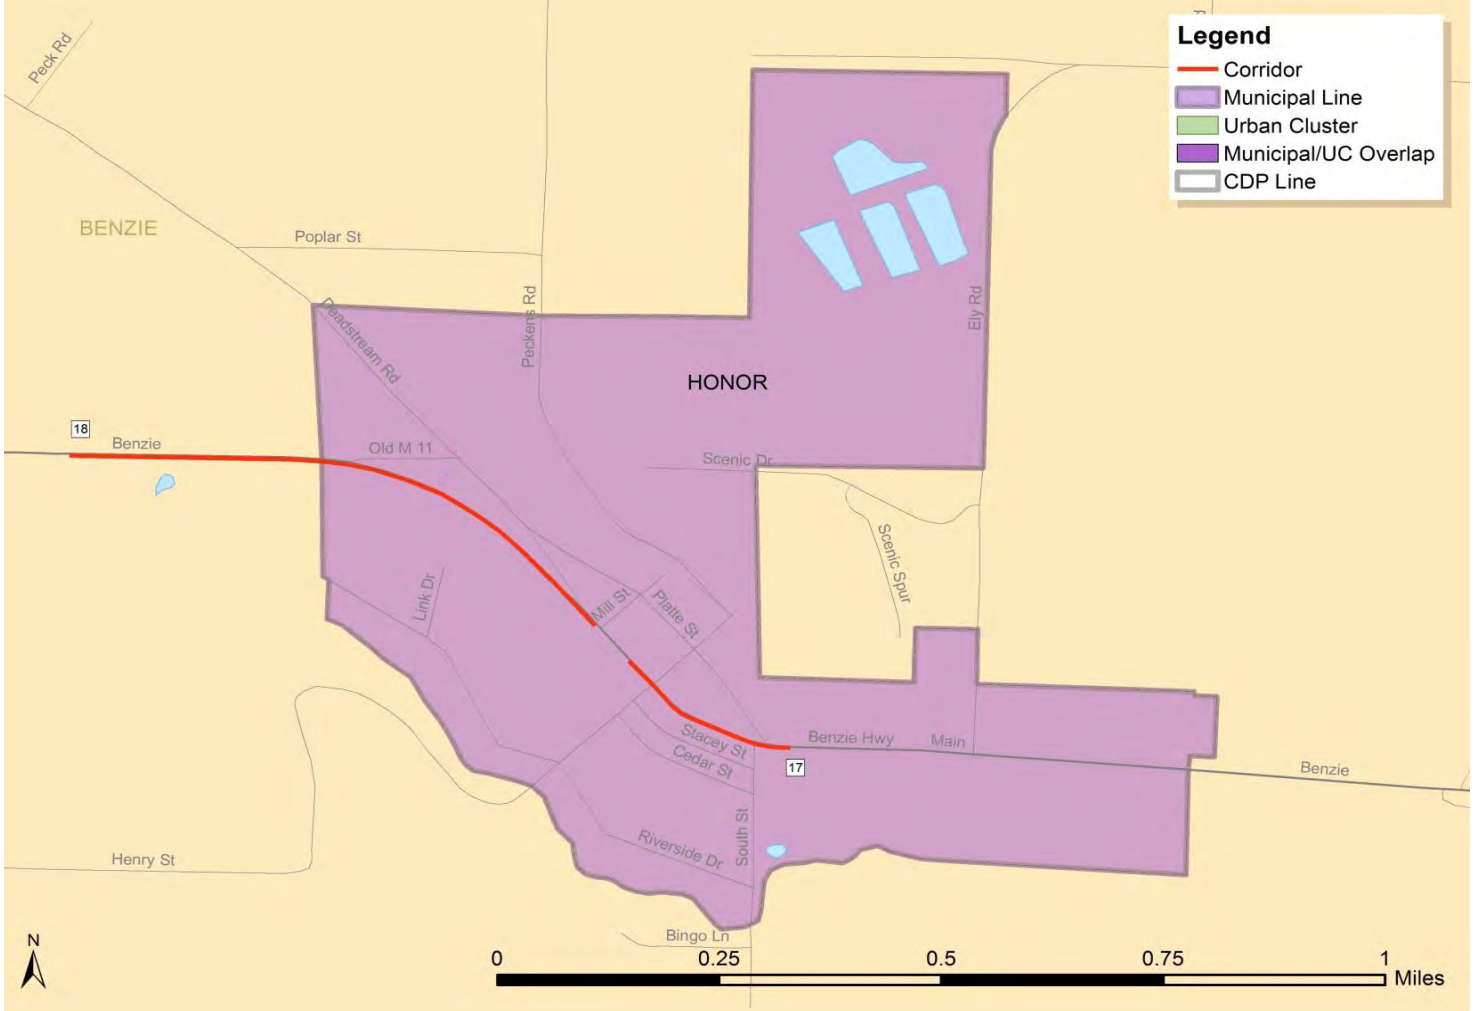 Peck Rd
Legend
Corridor
Municipal Line
Urban Cluster
Municipal/UC Overlap
CDP Line
BENZIE
Poplar St
Deadstream Rd
Peckens Rd
Ely Rd
HONOR
18
Benzie
Old M 11
Scenic Dr
Scenic Spur
Link Dr
Mill St
Platte St
Stacey St
Cedar St
Benzie Hwy
Main
17
Benzie
South St
Riverside Dr
Henry St
Bingo Ln
N
0
0.25
0.5
0.75
1
Miles